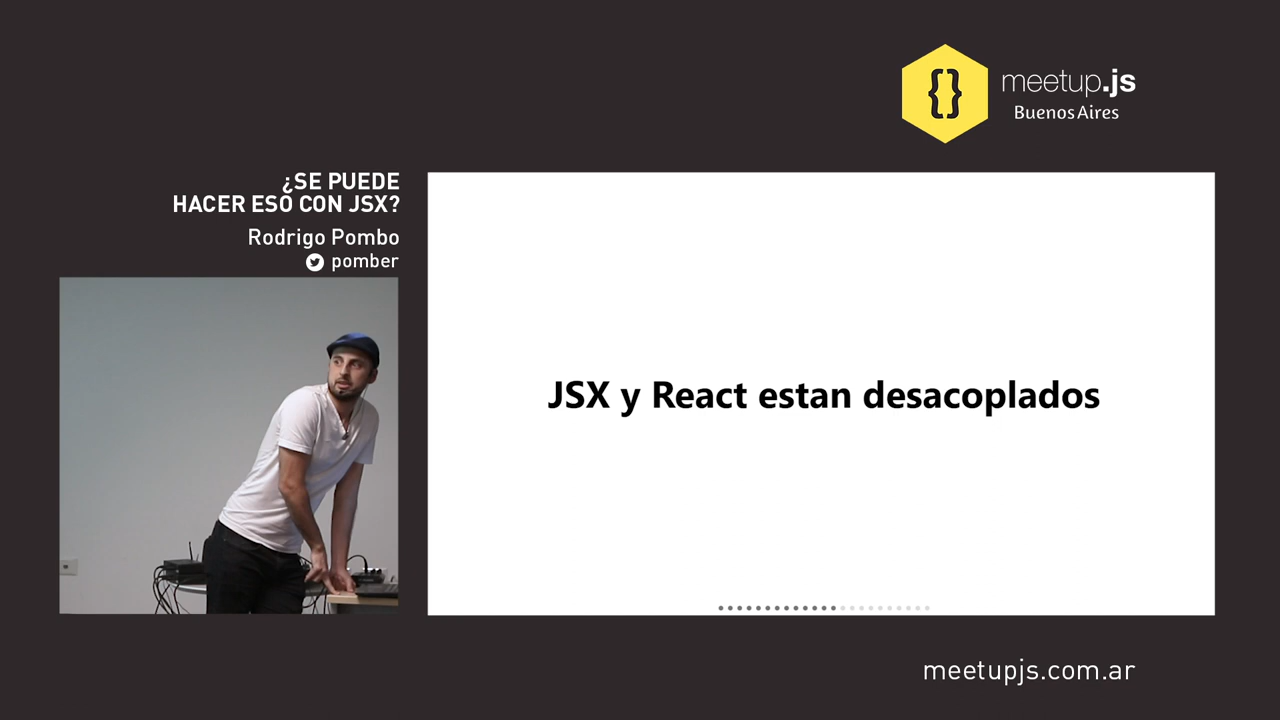 {}
meetup.js
Buenos Aires
¿SE PUEDE
HACER ESO CON JSX?
Rodrigo Pombo
pomber
JSX y React estan desacoplados
meetupjs.com.ar